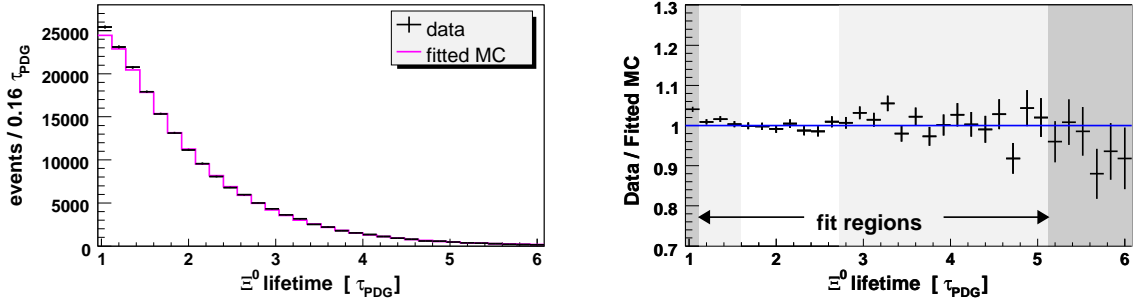 events / 0.16 τPDG
25000
20000
15000
10000
5000
0
data
fitted MC
1 2 3 4 5 6
Ξ⁰ lifetime [ τPDG]
Data / Fitted MC
1.3
1.2
1.1
1
0.9
0.8
0.7
fit regions
1 2 3 4 5 6
Ξ⁰ lifetime [ τPDG]